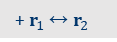 + r₁ ↔ r₂